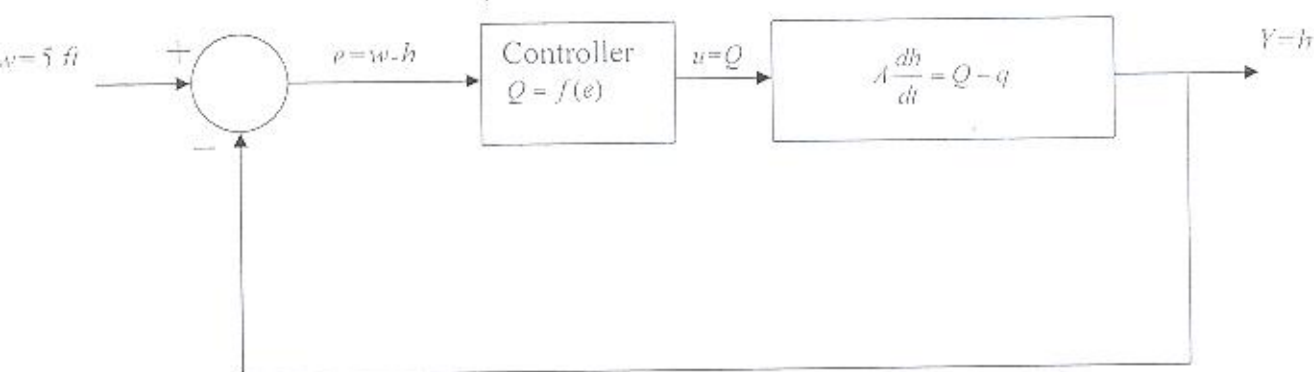 w=5 ft
+
e=w-h
Controller
Q = f(e)
u=Q
A dh/dt = Q - q
Y=h
−